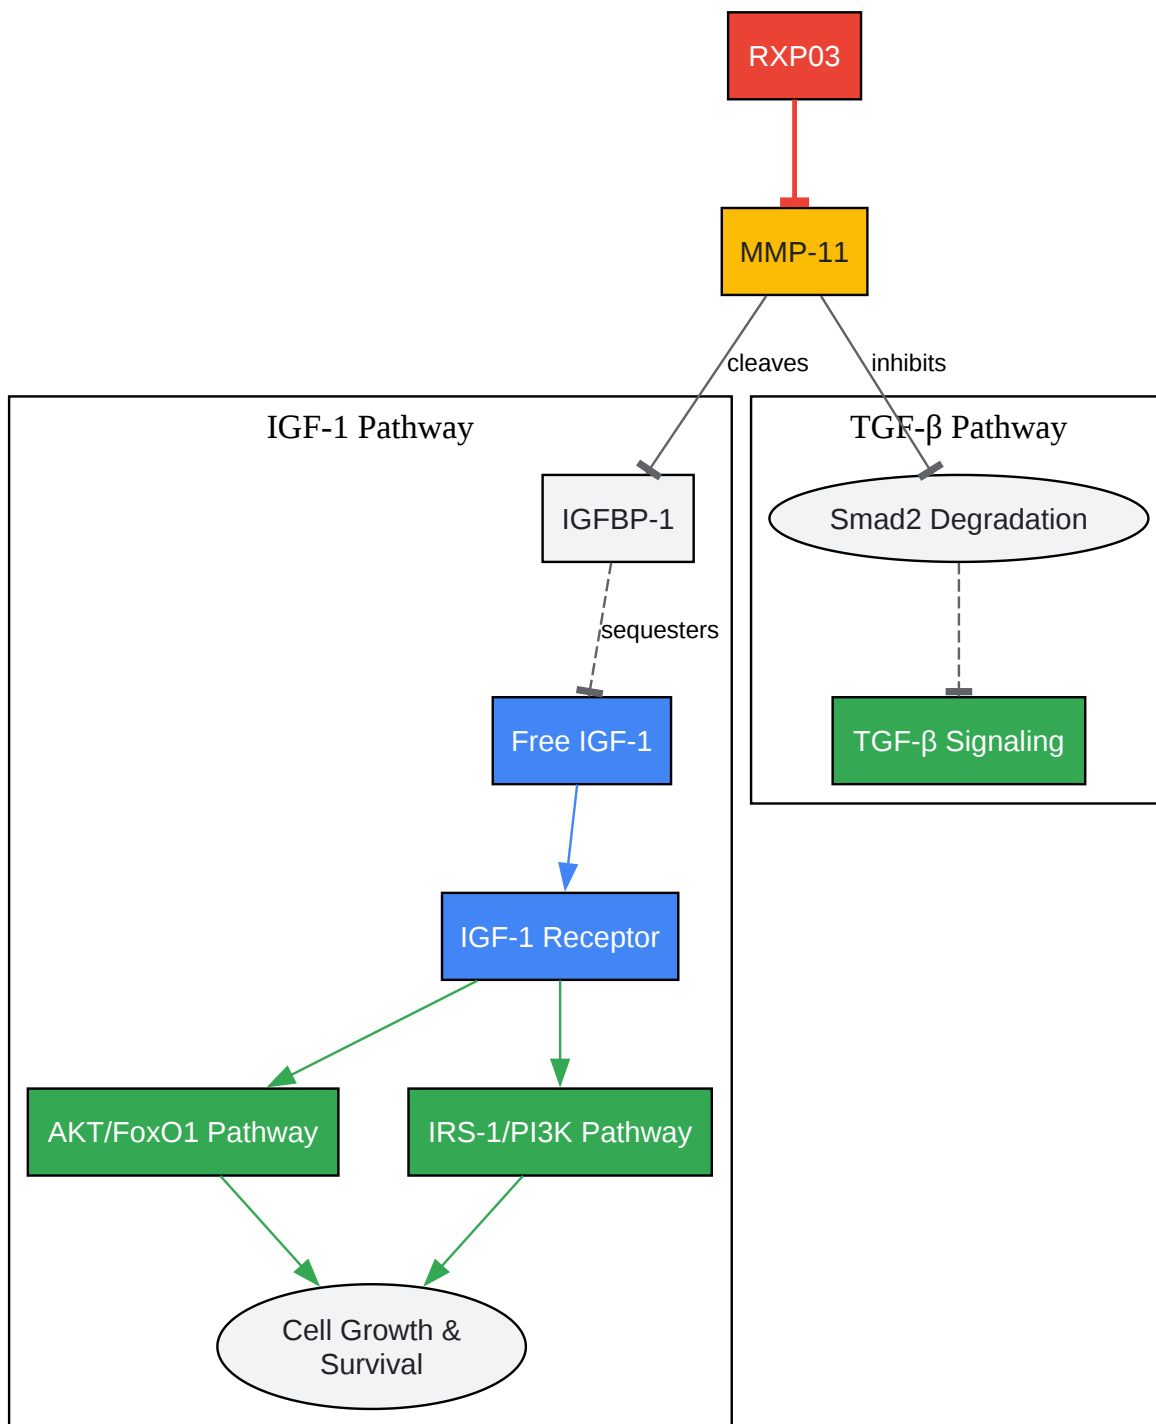 RXP03
MMP-11
cleaves
inhibits
IGF-1 Pathway
TGF-β Pathway
IGFBP-1
Smad2 Degradation
sequesters
Free IGF-1
TGF-β Signaling
IGF-1 Receptor
AKT/FoxO1 Pathway
IRS-1/PI3K Pathway
Cell Growth &
Survival